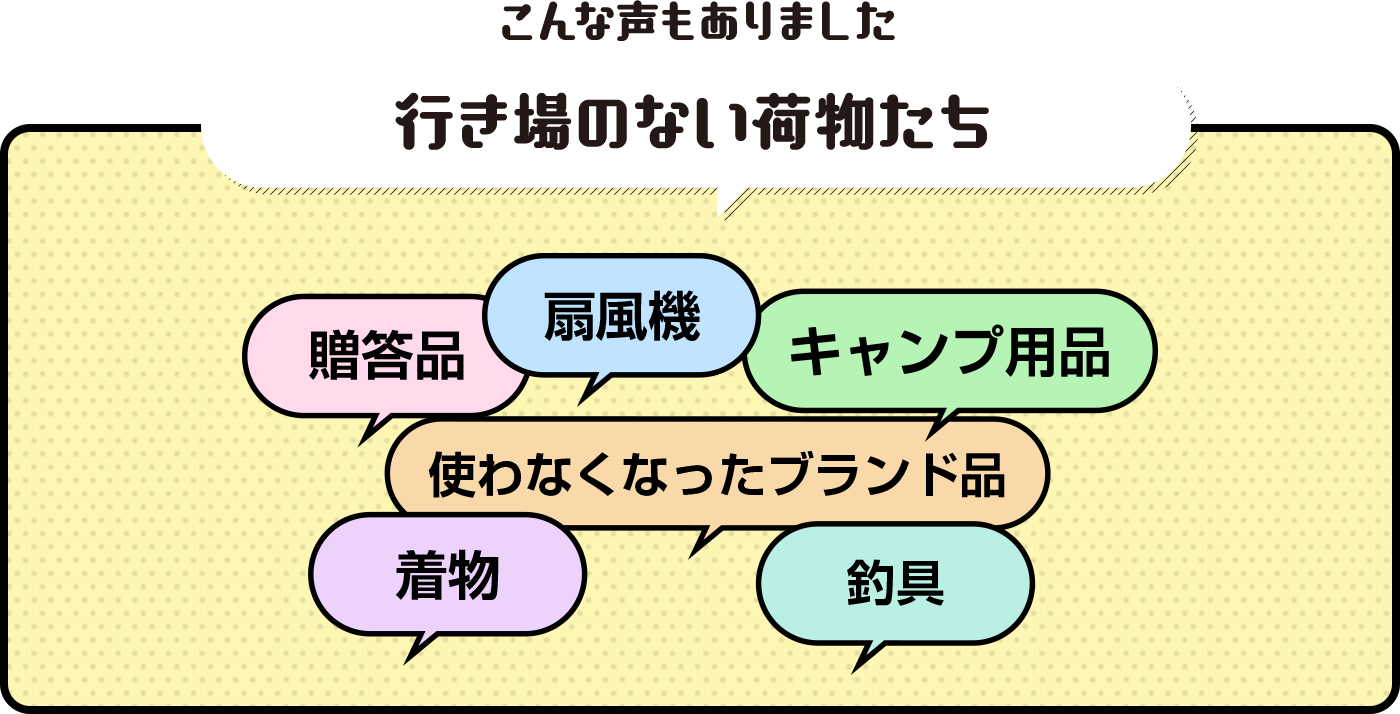 こんな声もありました
行き場のない荷物たち
贈答品
扇風機
キャンプ用品
使わなくなったブランド品
着物
釣具